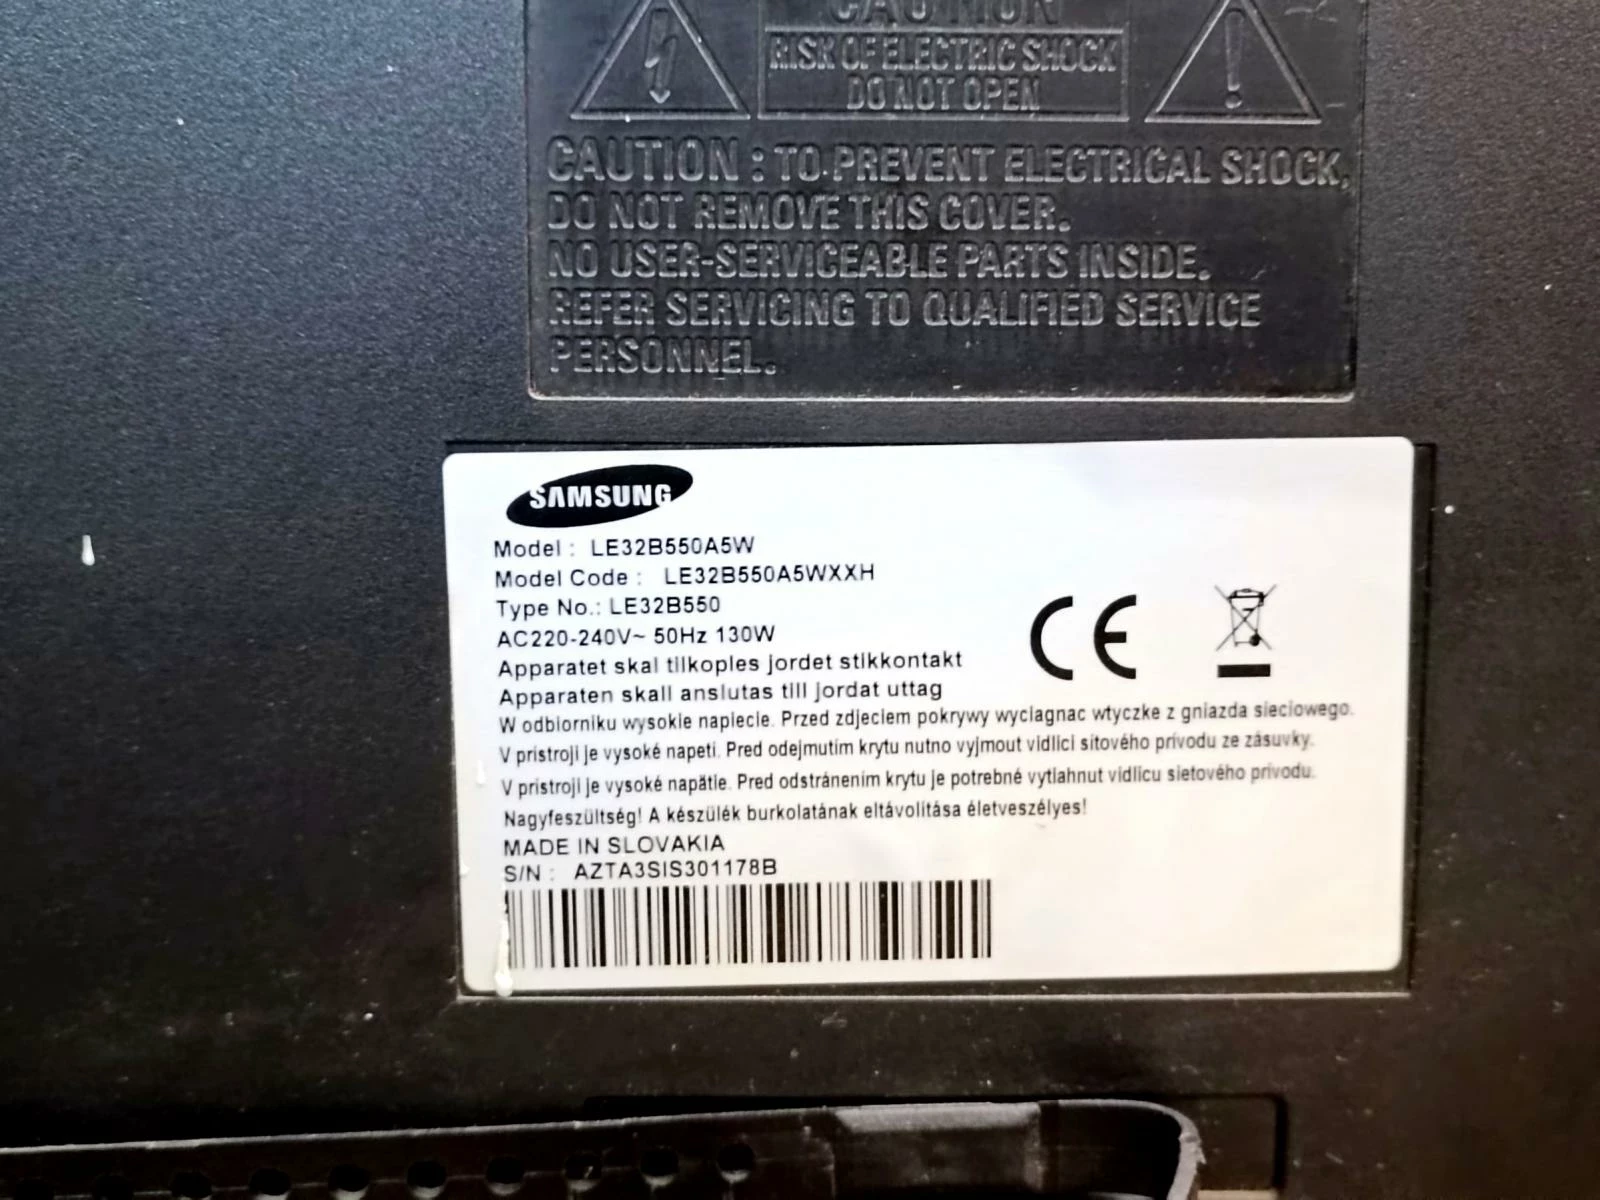 CAUTION
RISK OF ELECTRIC SHOCK
DO NOT OPEN
CAUTION : TO PREVENT ELECTRICAL SHOCK,
DO NOT REMOVE THIS COVER.
NO USER-SERVICEABLE PARTS INSIDE.
REFER SERVICING TO QUALIFIED SERVICE
PERSONNEL.
SAMSUNG
Model : LE32B550A5W
Model Code : LE32B550A5WXXH
Type No.: LE32B550
AC220-240V~ 50Hz 130W
Apparatet skal tilkoples jordet stikkontakt
Apparaten skall anslutas till jordat uttag
CE
W odbiorniku wysokie napiecie. Przed zdjeciem pokrywy wyciagnac wtyczke z gniazda sieciowego.
V pristroji je vysoké napeti. Pred odejmutím krytu nutno vyjmout vidlici sítového prívodu ze zásuvky.
V pristroji je vysoké napätie. Pred odstránením krytu je potrebné vytiahnut vidlicu sietového prívodu.
Nagyfeszültség! A készülék burkolatának eltávolítása életveszélyes!
MADE IN SLOVAKIA
S/N : AZTA3SIS301178B